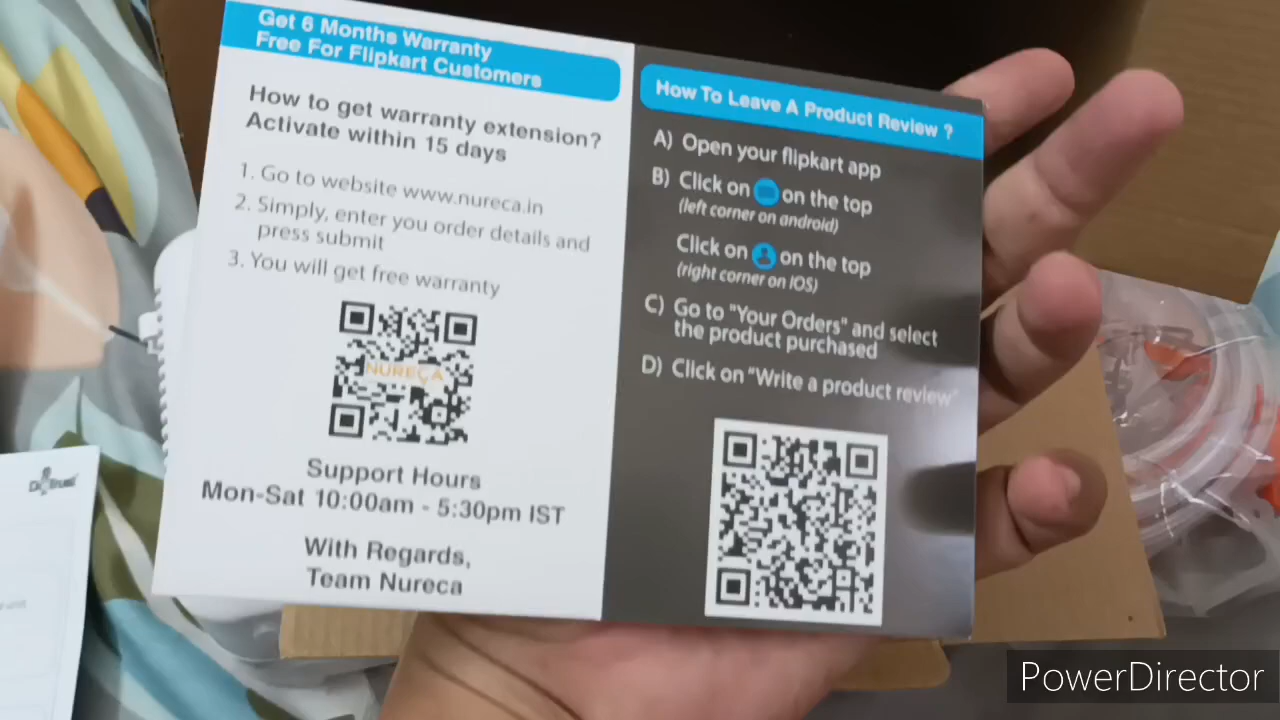 Get 6 Months Warranty
Free For Flipkart Customers
How to get warranty extension?
Activate within 15 days
1. Go to website www.nureca.in
2. Simply, enter you order details and
press submit
3. You will get free warranty
NURECA
Support Hours
Mon-Sat 10:00am - 5:30pm IST
With Regards,
Team Nureca
How To Leave A Product Review ?
A) Open your flipkart app
B) Click on on the top
(left corner on android)
Click on on the top
(right corner on IOS)
C) Go to "Your Orders" and select
the product purchased
D) Click on "Write a product review"
Dr Trust
PowerDirector